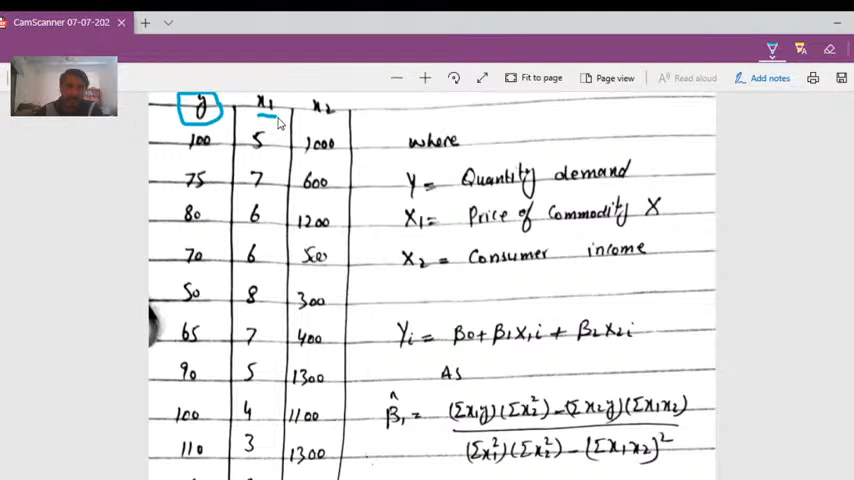 CamScanner 07-07-202
Fit to page
Page view
Add notes
y x1 x2
100 5 1000
75 7 600
80 6 1200
70 6 500
50 8 300
65 7 400
90 5 1300
100 4 1100
110 3 1300
where
Y = Quantity demand
X1 = Price of Commodity X
X2 = Consumer income
Yi = β0 + β1X1i + β2X2i
As
β̂1 = (Σx1y)(Σx2²) - (Σx2y)(Σx1x2)
(Σx1²)(Σx2²) - (Σx1x2)²